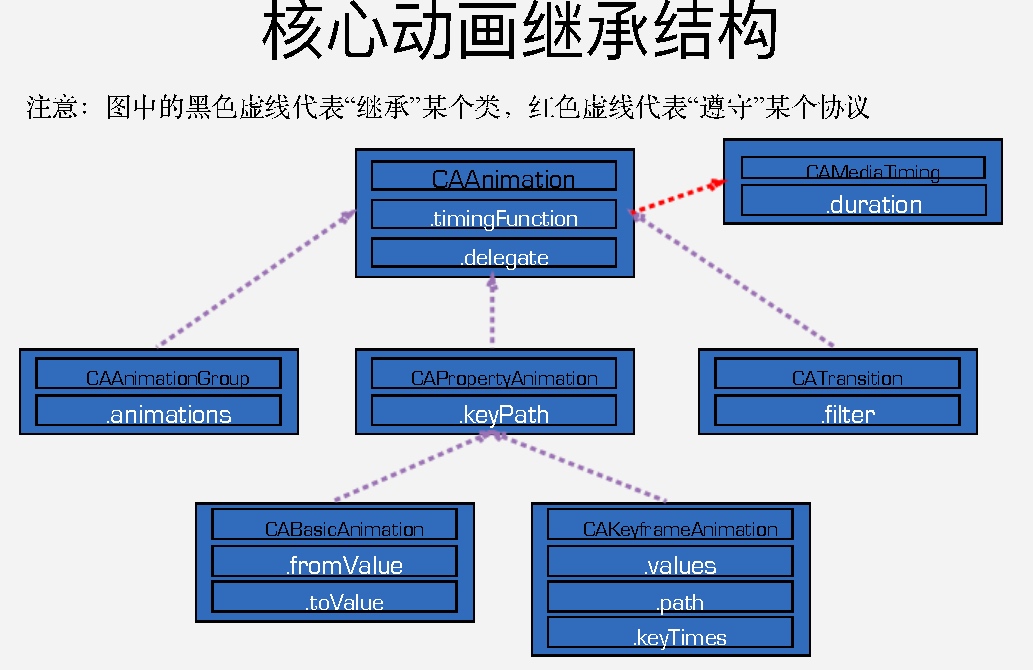 核心动画继承结构
注意：图中的黑色虚线代表“继承”某个类，红色虚线代表“遵守”某个协议
CAAnimation
.timingFunction
.delegate
CAMediaTiming
.duration
CAAnimationGroup
.animations
CAPropertyAnimation
.keyPath
CATransition
.filter
CABasicAnimation
.fromValue
.toValue
CAKeyframeAnimation
.values
.path
.keyTimes